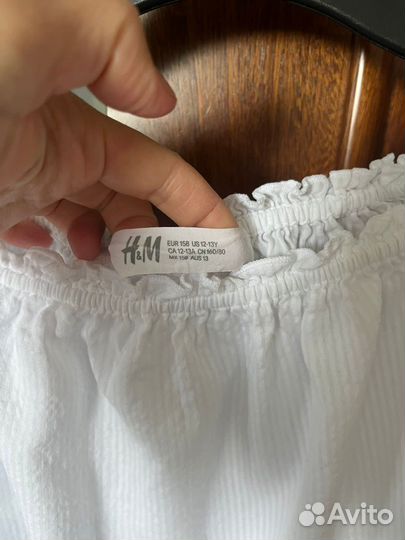 H&M
EUR 158 US 12-13Y
CA 12-13A CN 160/80
MX 158 AUS 13
Avito